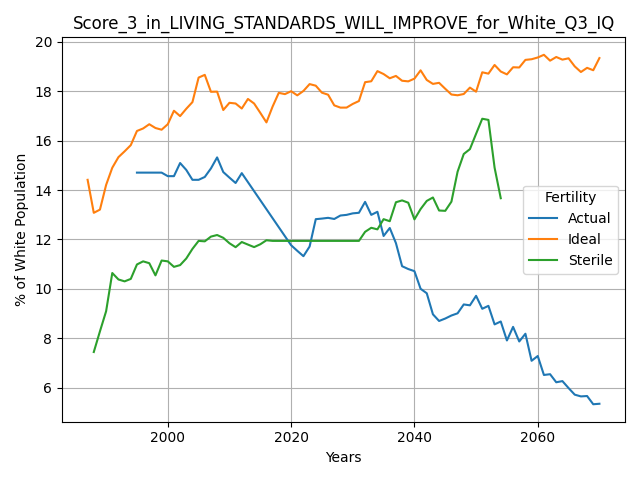 Score_3_in_LIVING_STANDARDS_WILL_IMPROVE_for_White_Q3_IQ
20
18
16
14
12
10
8
6
% of White Population
Fertility
Actual
Ideal
Sterile
2000
2020
2040
2060
Years